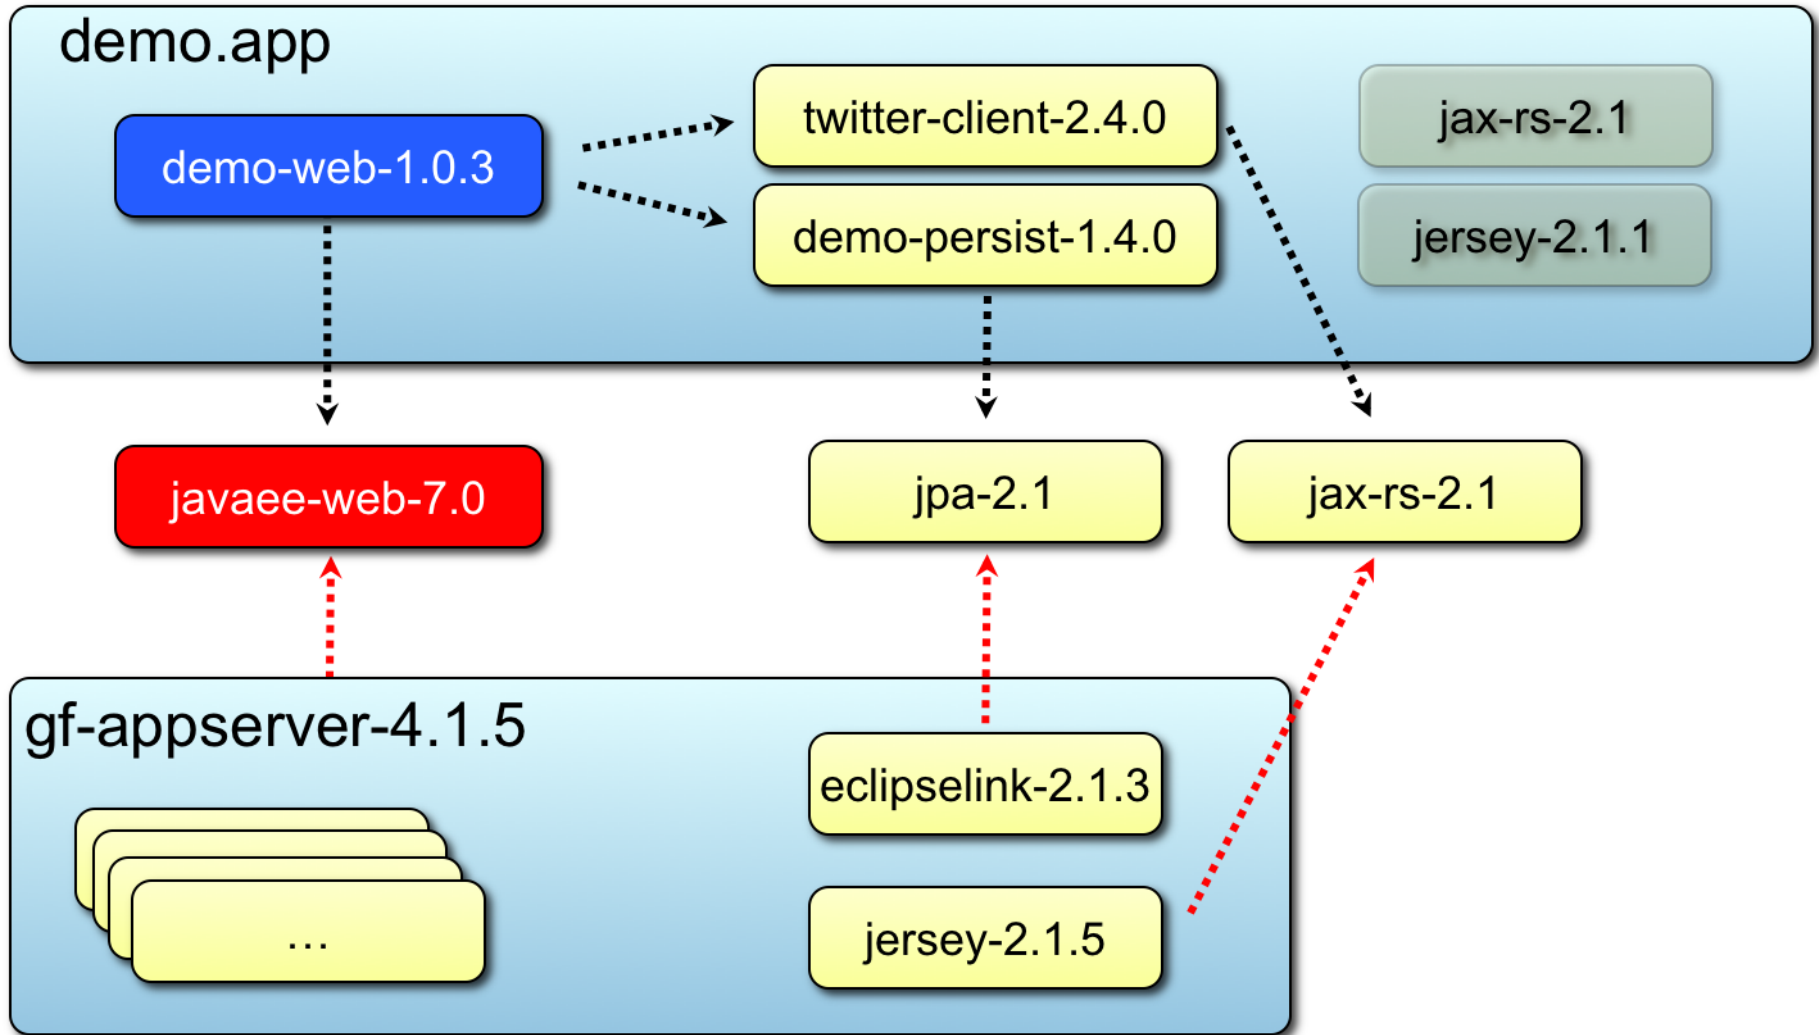 demo.app
twitter-client-2.4.0
jax-rs-2.1
demo-web-1.0.3
demo-persist-1.4.0
jersey-2.1.1
javaee-web-7.0
jpa-2.1
jax-rs-2.1
gf-appserver-4.1.5
eclipselink-2.1.3
jersey-2.1.5
...